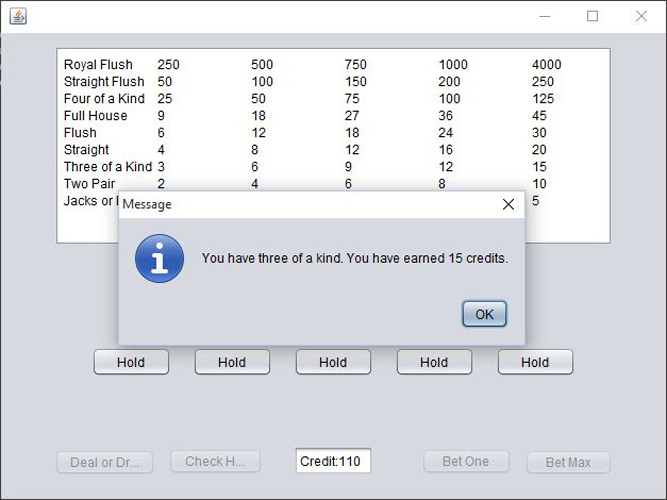 Royal Flush 250 500 750 1000 4000
Straight Flush 50 100 150 200 250
Four of a Kind 25 50 75 100 125
Full House 9 18 27 36 45
Flush 6 12 18 24 30
Straight 4 8 12 16 20
Three of a Kind 3 6 9 12 15
Two Pair 2 4 6 8 10
Jacks or 5
Message
You have three of a kind. You have earned 15 credits.
OK
Hold Hold Hold Hold Hold
Deal or Dr... Check H... Credit:110 Bet One Bet Max